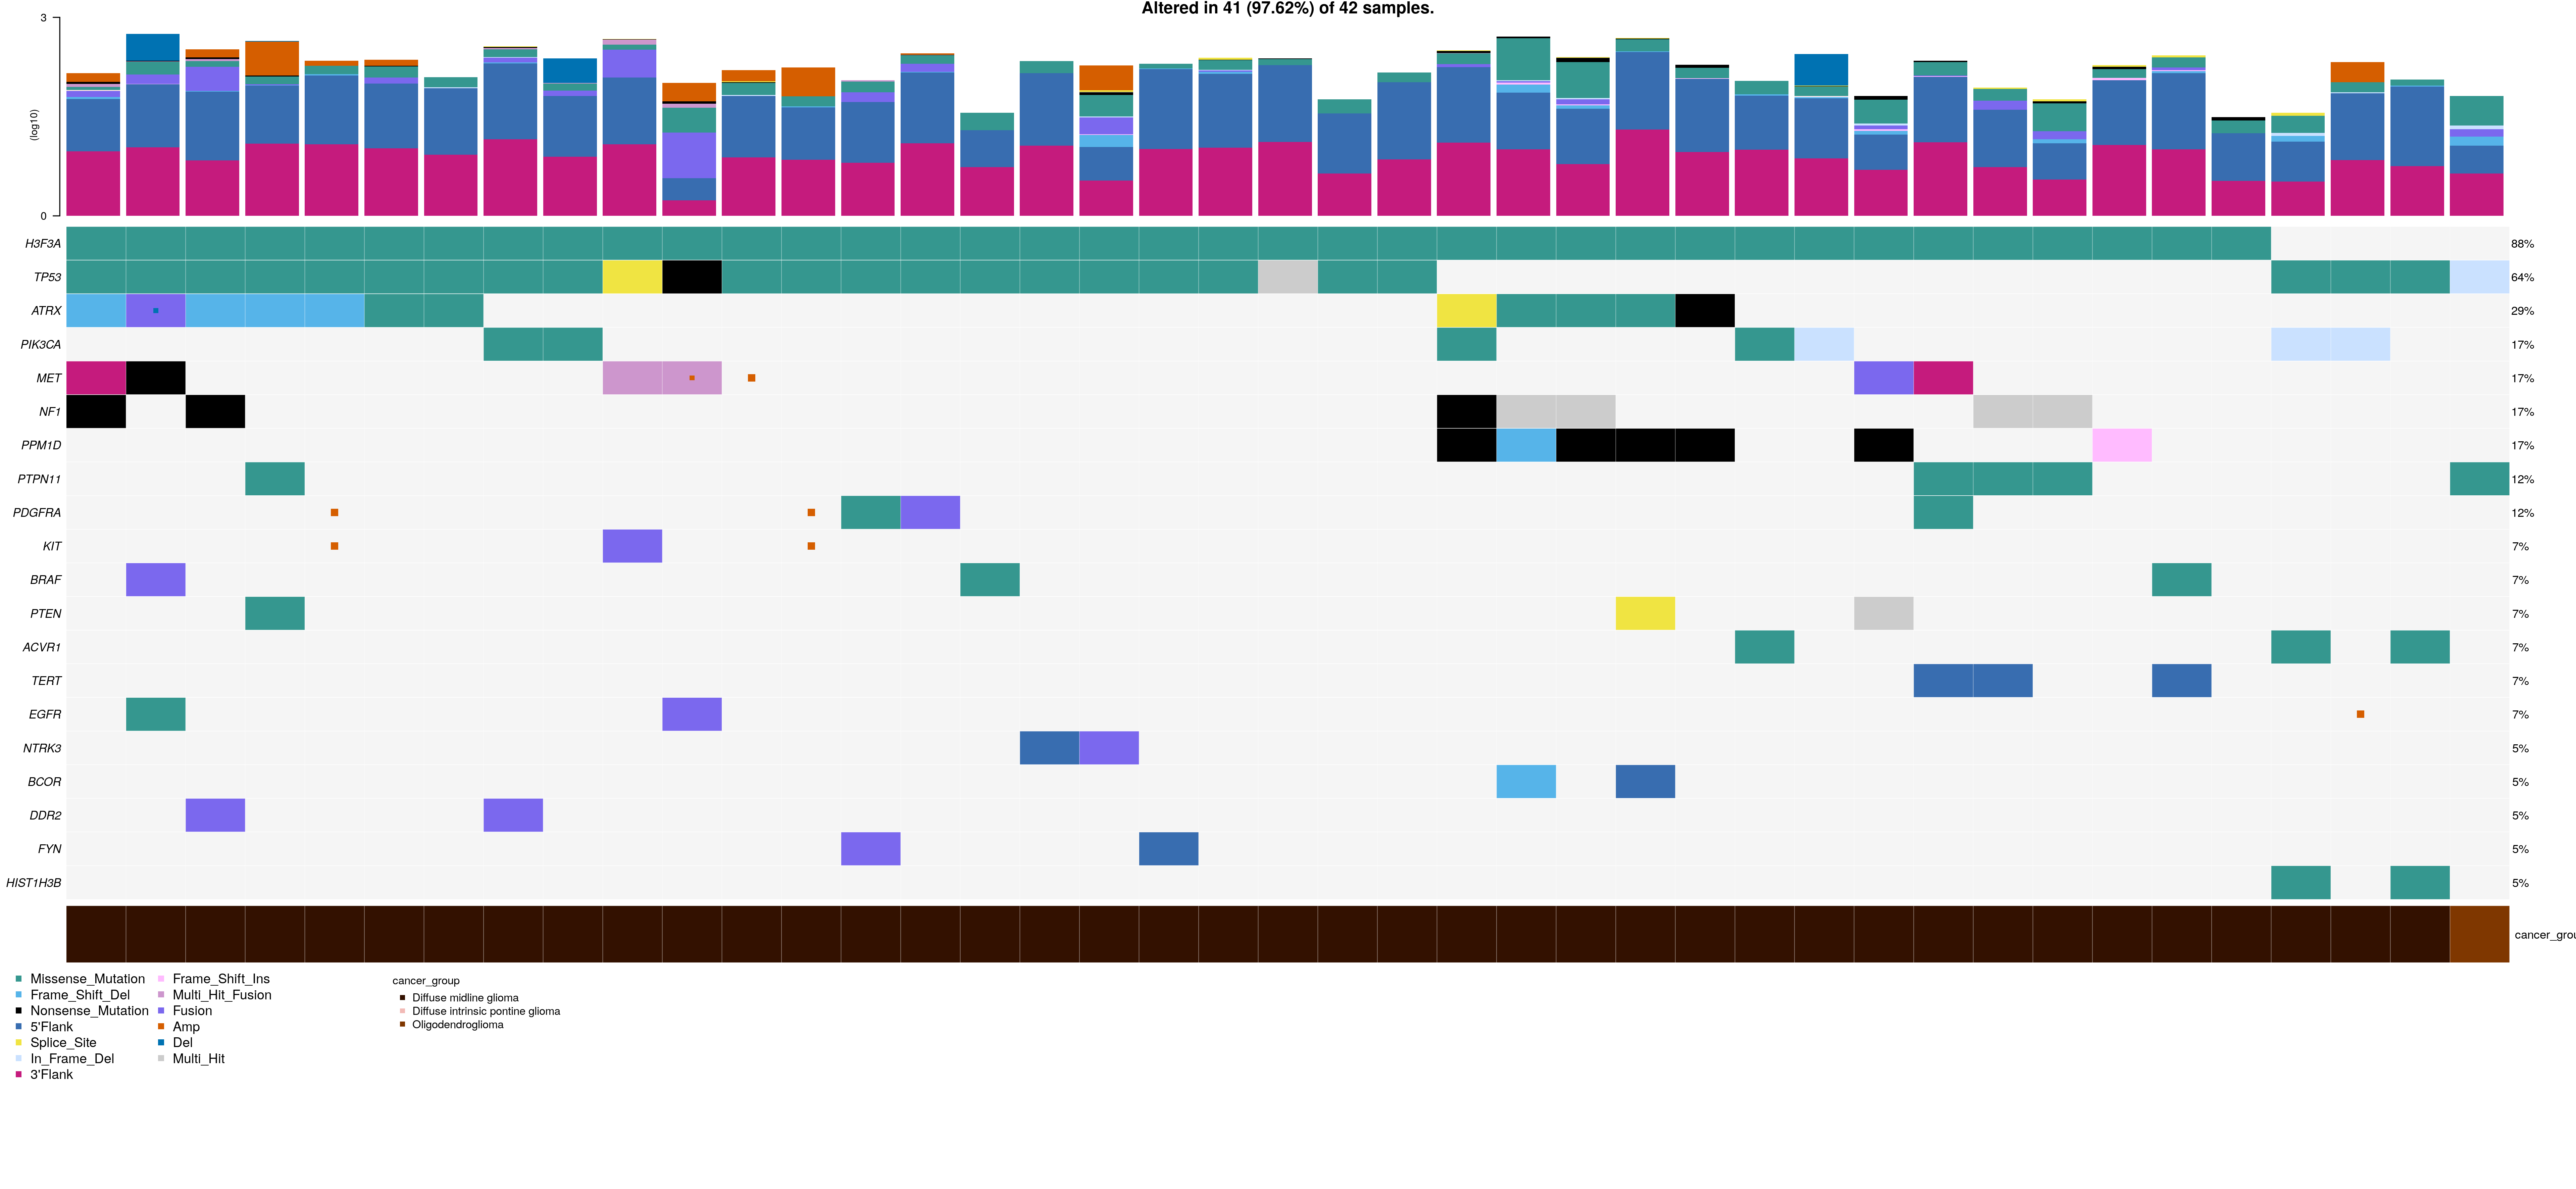 Altered in 41 (97.62%) of 42 samples.
3
(log10)
0
H3F3A 88%
TP53 64%
ATRX 29%
PIK3CA 17%
MET 17%
NF1 17%
PPM1D 17%
PTPN11 12%
PDGFRA 12%
KIT 7%
BRAF 7%
PTEN 7%
ACVR1 7%
TERT 7%
EGFR 7%
NTRK3 5%
BCOR 5%
DDR2 5%
FYN 5%
HIST1H3B 5%
cancer_grou
Missense_Mutation
Frame_Shift_Del
Nonsense_Mutation
5'Flank
Splice_Site
In_Frame_Del
3'Flank
Frame_Shift_Ins
Multi_Hit_Fusion
Fusion
Amp
Del
Multi_Hit
cancer_group
Diffuse midline glioma
Diffuse intrinsic pontine glioma
Oligodendroglioma